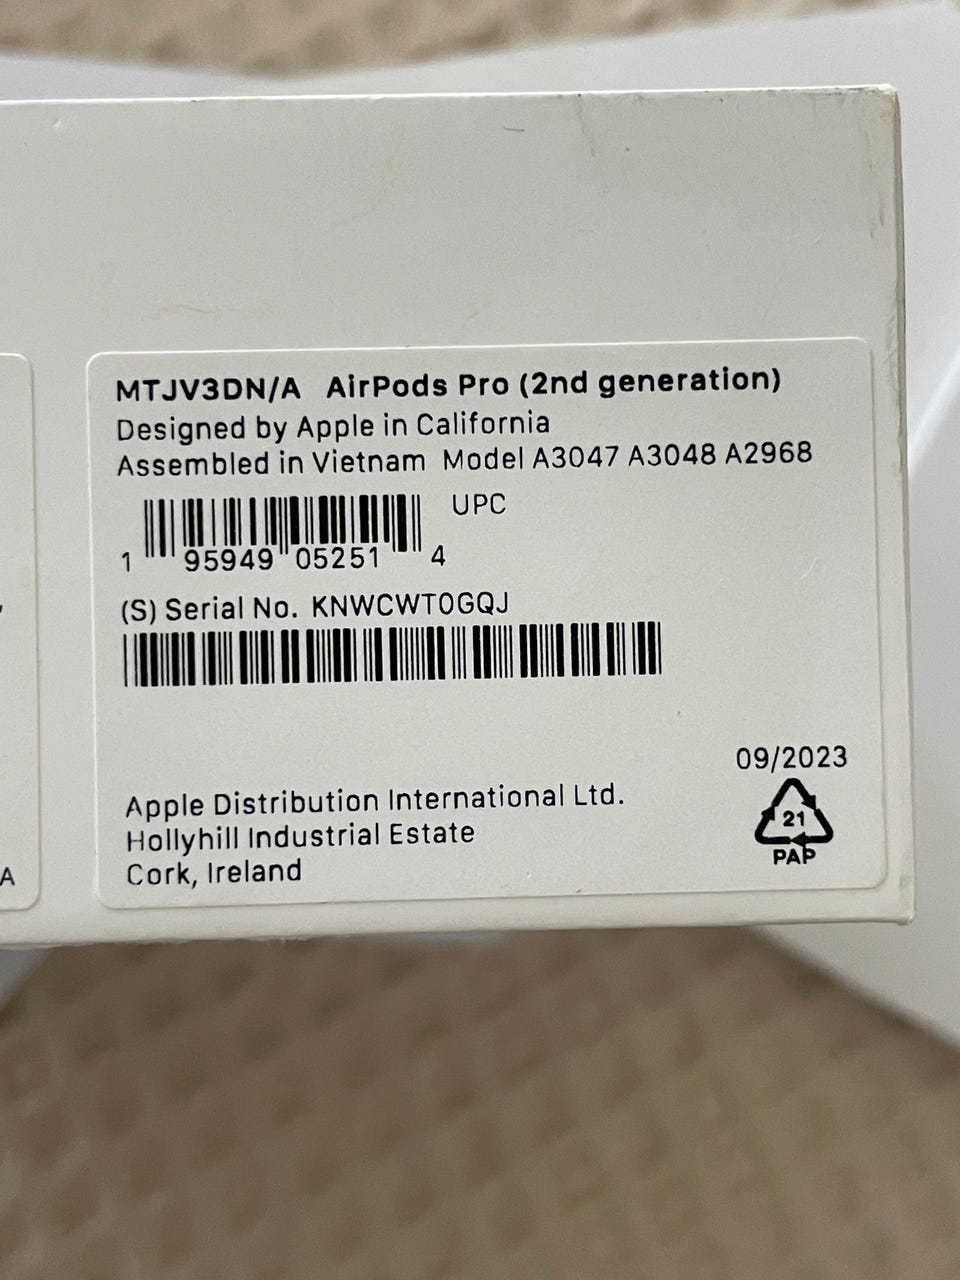 MTJV3DN/A AirPods Pro (2nd generation)
Designed by Apple in California
Assembled in Vietnam Model A3047 A3048 A2968
UPC
1 95949 05251 4
(S) Serial No. KNWCWT0GQJ
09/2023
21
PAP
Apple Distribution International Ltd.
Hollyhill Industrial Estate
Cork, Ireland
A